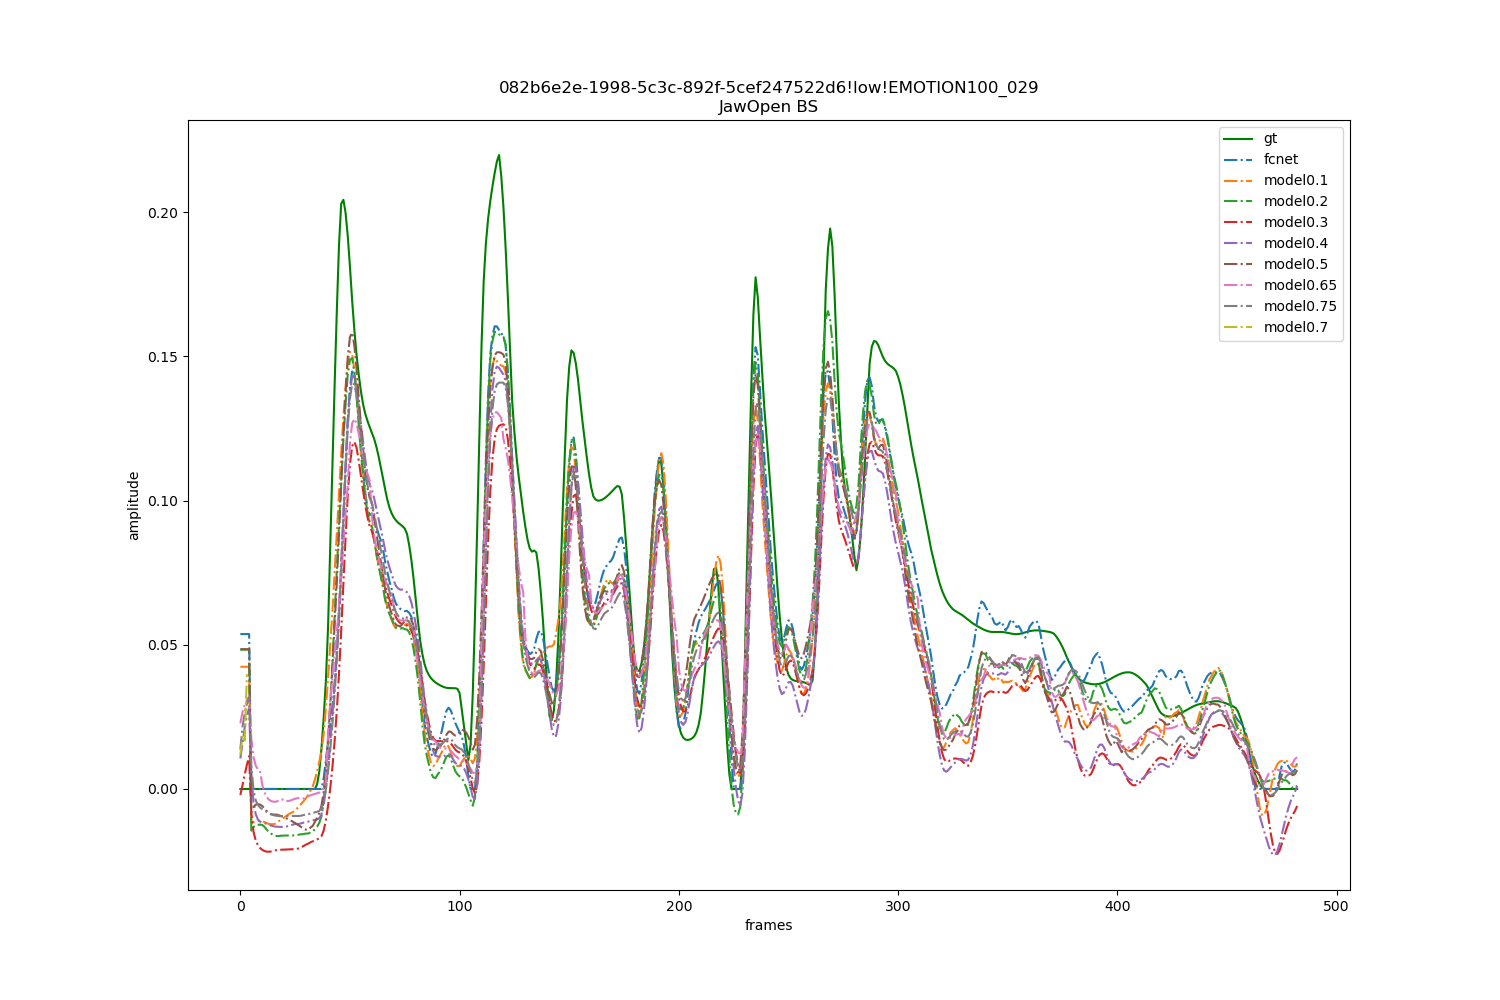 082b6e2e-1998-5c3c-892f-5cef247522d6!low!EMOTION100_029
JawOpen BS
gt
fcnet
model0.1
model0.2
model0.3
model0.4
model0.5
model0.65
model0.75
model0.7
amplitude
0.20
0.15
0.10
0.05
0.00
0
100
200
300
400
500
frames